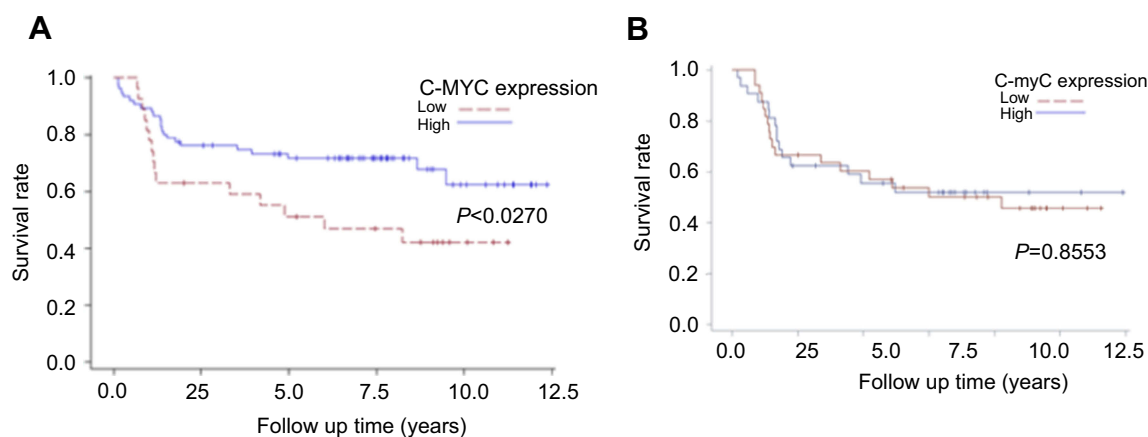 A
C-MYC expression
Low
High
1.0
0.8
0.6
0.4
0.2
0.0
Survival rate
P<0.0270
0.0 25 5.0 7.5 10.0 12.5
Follow up time (years)
B
C-myC expression
Low
High
1.0
0.8
0.6
0.4
0.2
0.0
Survival rate
P=0.8553
0.0 25 5.0 7.5 10.0 12.5
Follow up time (years)